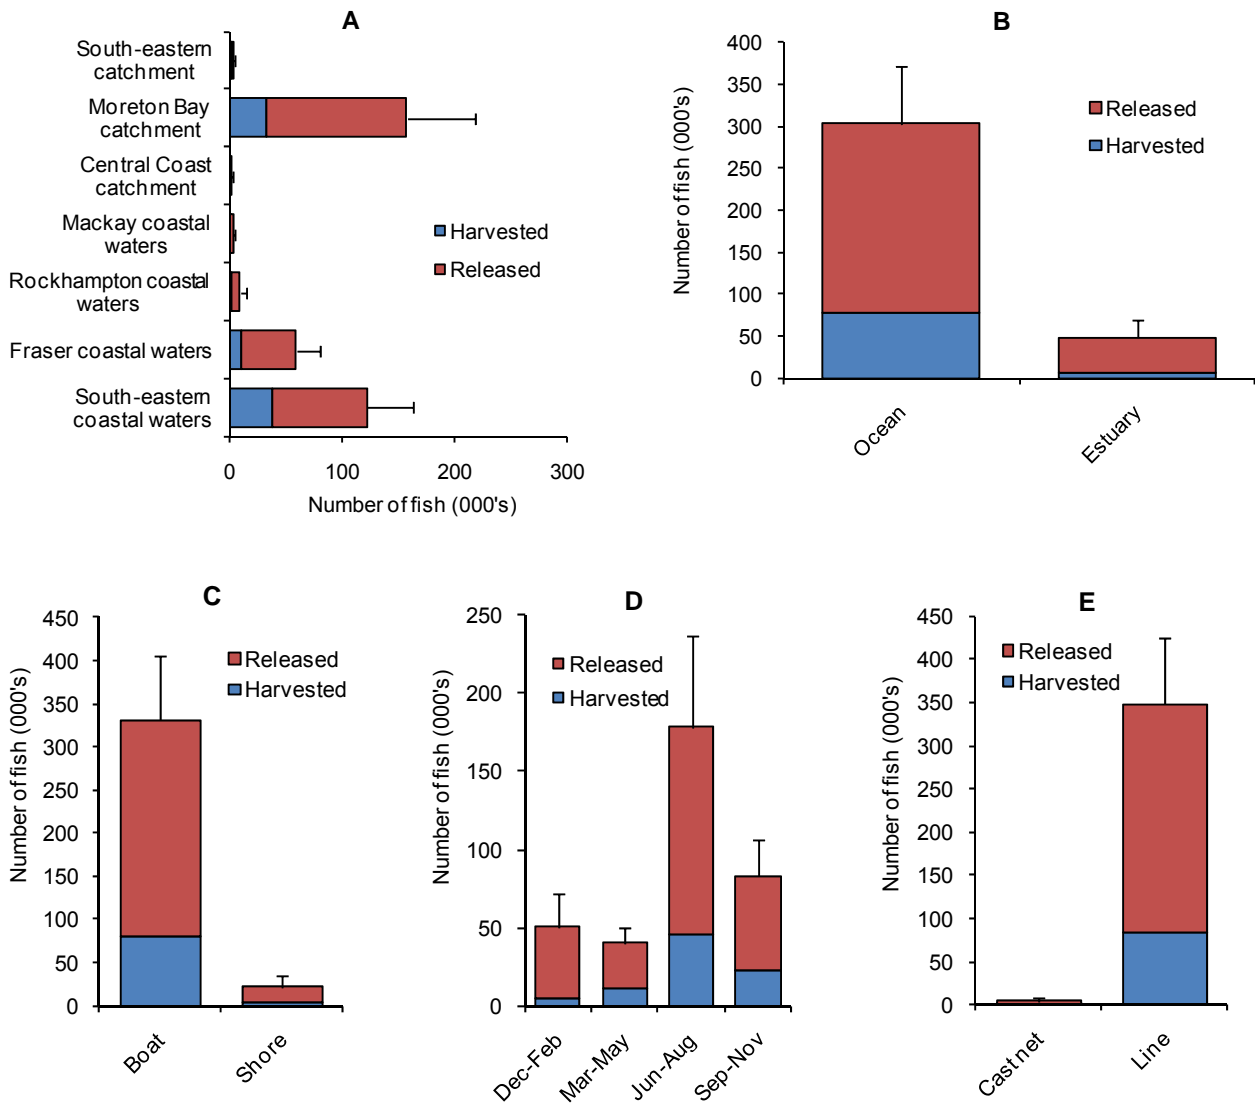 A
South-eastern
catchment
Moreton Bay
catchment
Central Coast
catchment
Mackay coastal
waters
Rockhampton coastal
waters
Fraser coastal waters
South-eastern
coastal waters
Harvested
Released
0 100 200 300
Number of fish (000's)
B
400
350
300
250
200
150
100
50
0
Number of fish (000's)
Released
Harvested
Ocean
Estuary
C
450
400
350
300
250
200
150
100
50
0
Number of fish (000's)
Released
Harvested
Boat
Shore
D
250
200
150
100
50
0
Number of fish (000's)
Released
Harvested
Dec-Feb
Mar-May
Jun-Aug
Sep-Nov
E
450
400
350
300
250
200
150
100
50
0
Number of fish (000's)
Released
Harvested
Cast net
Line